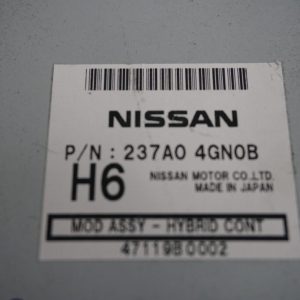 NISSAN
P/N : 237A0 4GN0B
H6 NISSAN MOTOR CO.,LTD.
MADE IN JAPAN
MOD ASSY - HYBRID CONT
47119B0002